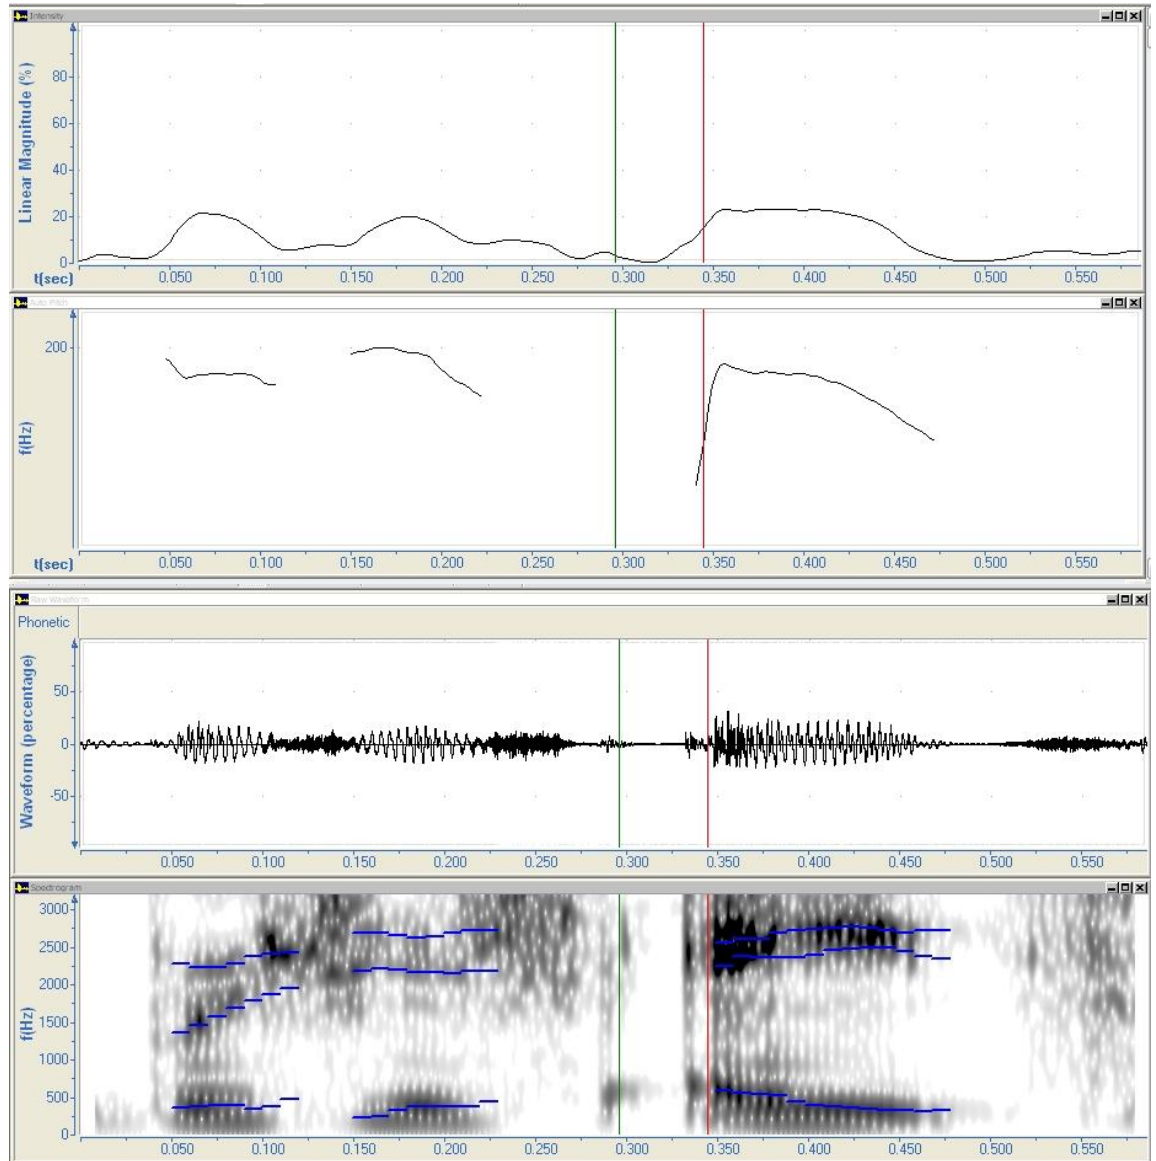 Intensity
Linear Magnitude (%)
80
60
40
20
0
t(sec)
0.050 0.100 0.150 0.200 0.250 0.300 0.350 0.400 0.450 0.500 0.550
Auto Pitch
f(Hz)
200
t(sec)
0.050 0.100 0.150 0.200 0.250 0.300 0.350 0.400 0.450 0.500 0.550
Raw Waveform
Phonetic
Waveform (percentage)
50
0
-50
0.050 0.100 0.150 0.200 0.250 0.300 0.350 0.400 0.450 0.500 0.550
Spectrogram
f(Hz)
3000
2500
2000
1500
1000
500
0
0.050 0.100 0.150 0.200 0.250 0.300 0.350 0.400 0.450 0.500 0.550